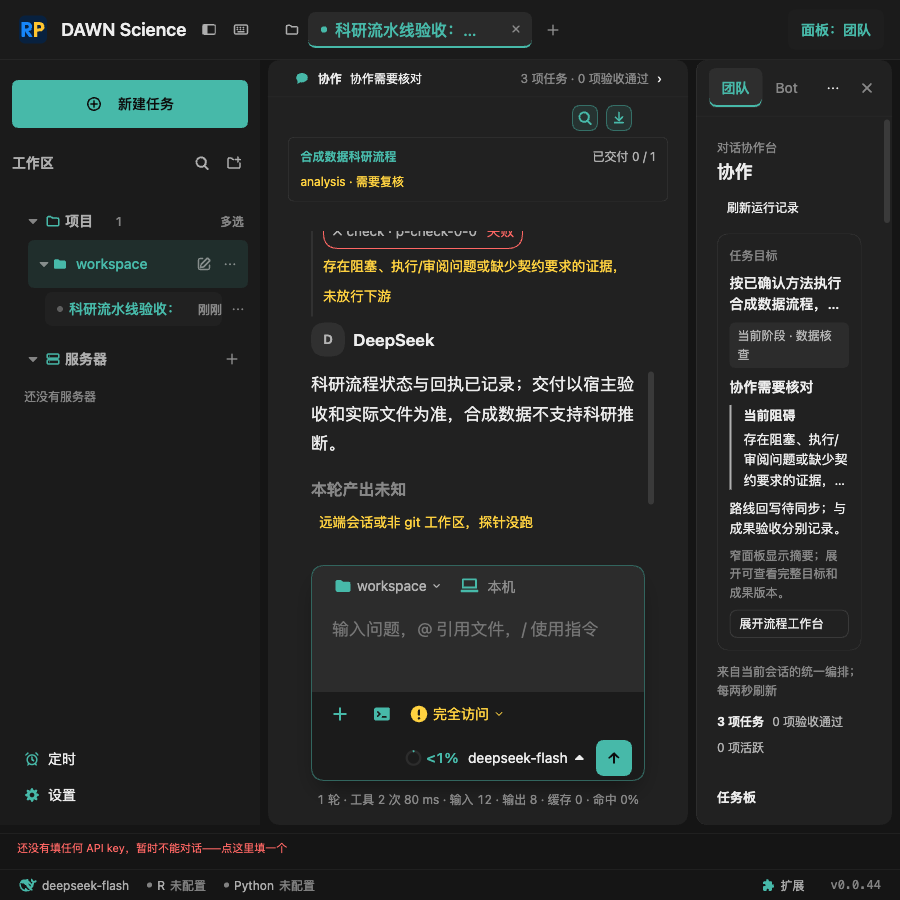 RP DAWN Science
科研流水线验收：...
面板：团队
新建任务
工作区
项目 1 多选
workspace
科研流水线验收： 刚刚
服务器
还没有服务器
定时
设置
协作 协作需要核对 3 项任务 · 0 项验收通过
合成数据科研流程 已交付 0 / 1
analysis · 需要复核
check · p-check-0-0 失败
存在阻塞、执行/审阅问题或缺少契约要求的证据，
未放行下游
D DeepSeek
科研流程状态与回执已记录；交付以宿主验
收和实际文件为准，合成数据不支持科研推
断。
本轮产出未知
远端会话或非 git 工作区，探针没跑
workspace 本机
输入问题，@ 引用文件，/ 使用指令
完全访问
<1% deepseek-flash
1 轮 · 工具 2 次 80 ms · 输入 12 · 输出 8 · 缓存 0 · 命中 0%
团队 Bot
对话协作台
协作
刷新运行记录
任务目标
按已确认方法执行
合成数据流程，...
当前阶段 · 数据核
查
协作需要核对
当前阻碍
存在阻塞、执行/
审阅问题或缺少契
约要求的证据，...
路线回写待同步；与
成果验收分别记录。
窄面板显示摘要；展
开可查看完整目标和
成果版本。
展开流程工作台
来自当前会话的统一编排；
每两秒刷新
3 项任务 0 项验收通过
0 项活跃
任务板
还没有填任何 API key，暂时不能对话——点这里填一个
deepseek-flash R 未配置 Python 未配置
扩展 v0.0.44